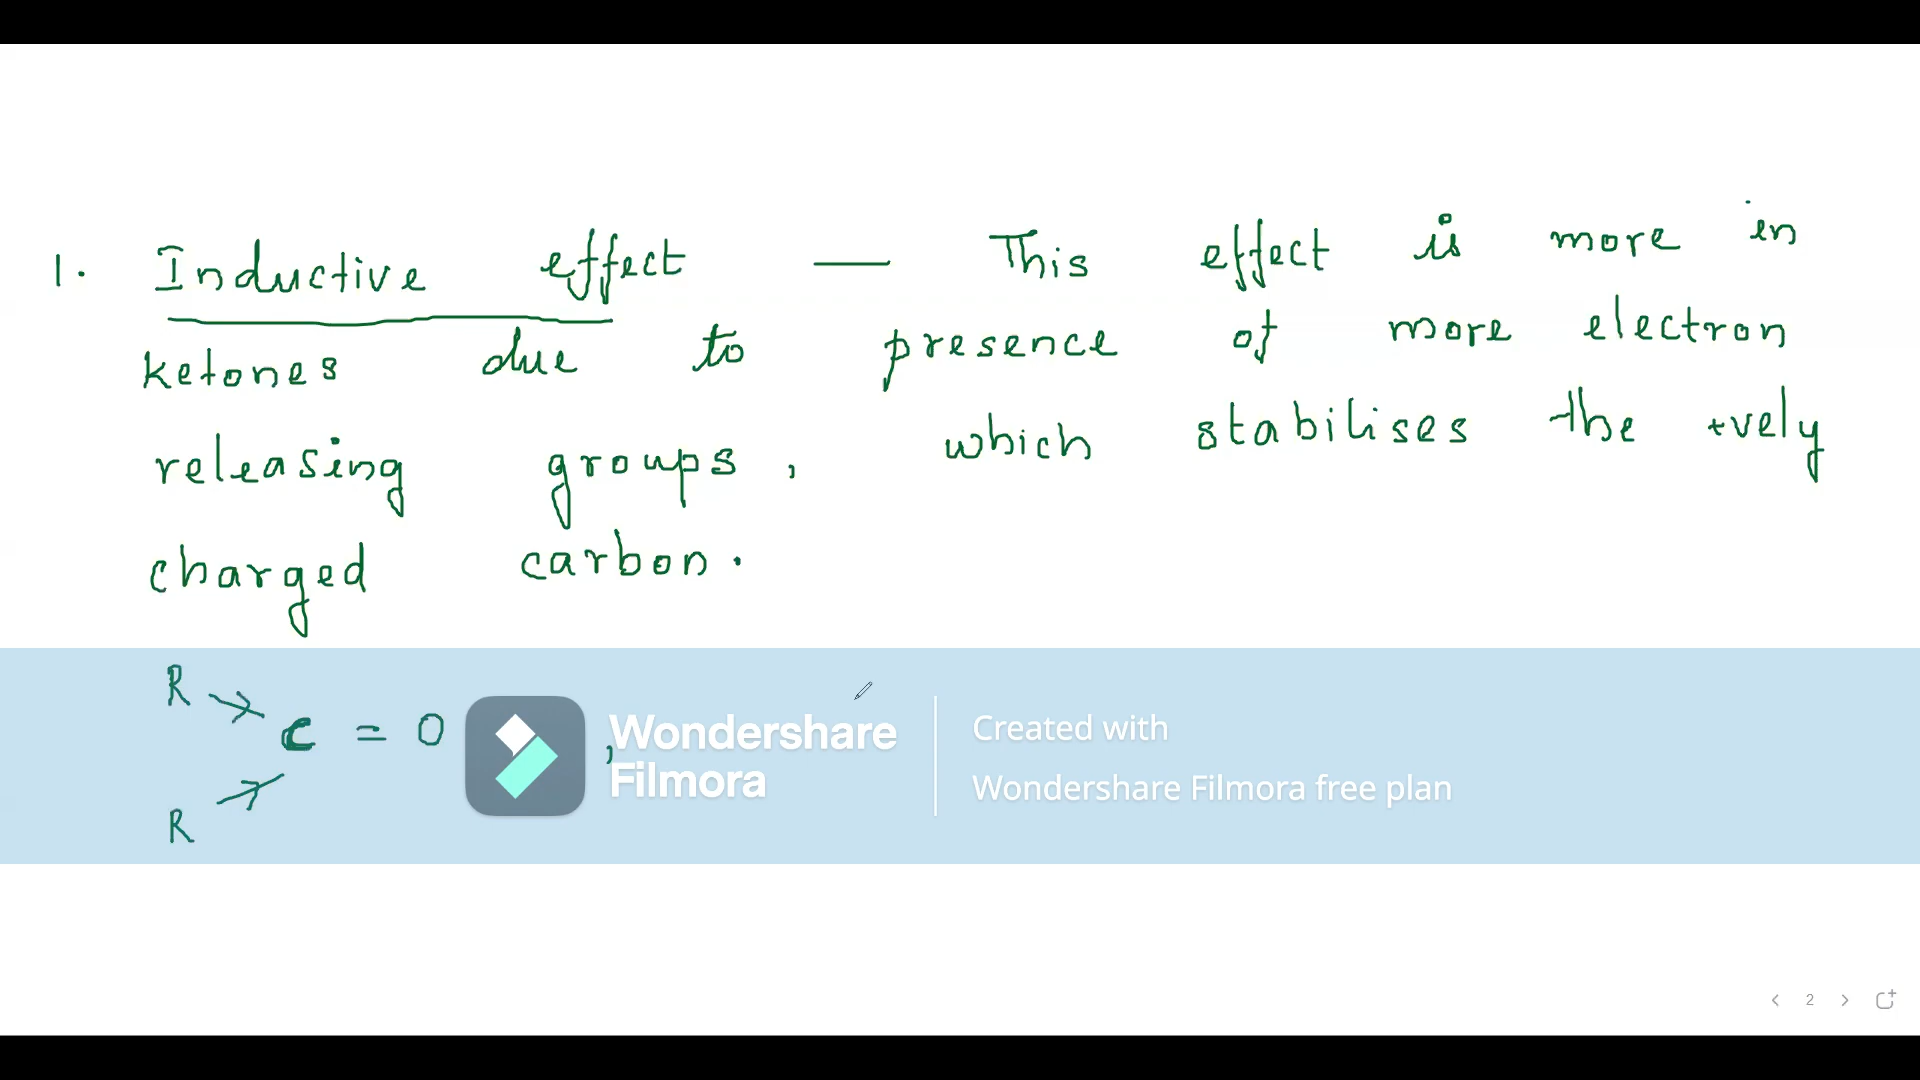 1. Inductive effect — This effect is more in
ketones due to presence of more electron
releasing groups, which stabilises the +vely
charged carbon.
R
C = O ,
R
Wondershare
Filmora
Created with
Wondershare Filmora free plan
2